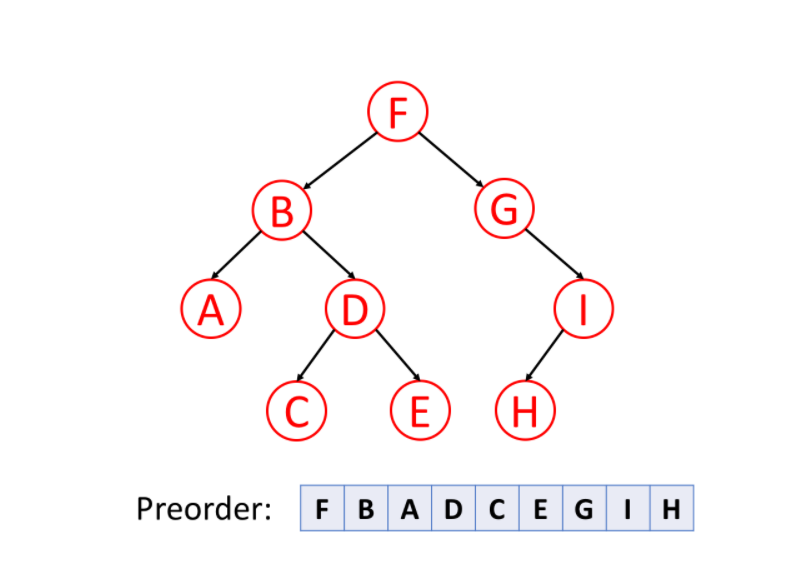 F
B G
A D I
C E H
Preorder: F B A D C E G I H